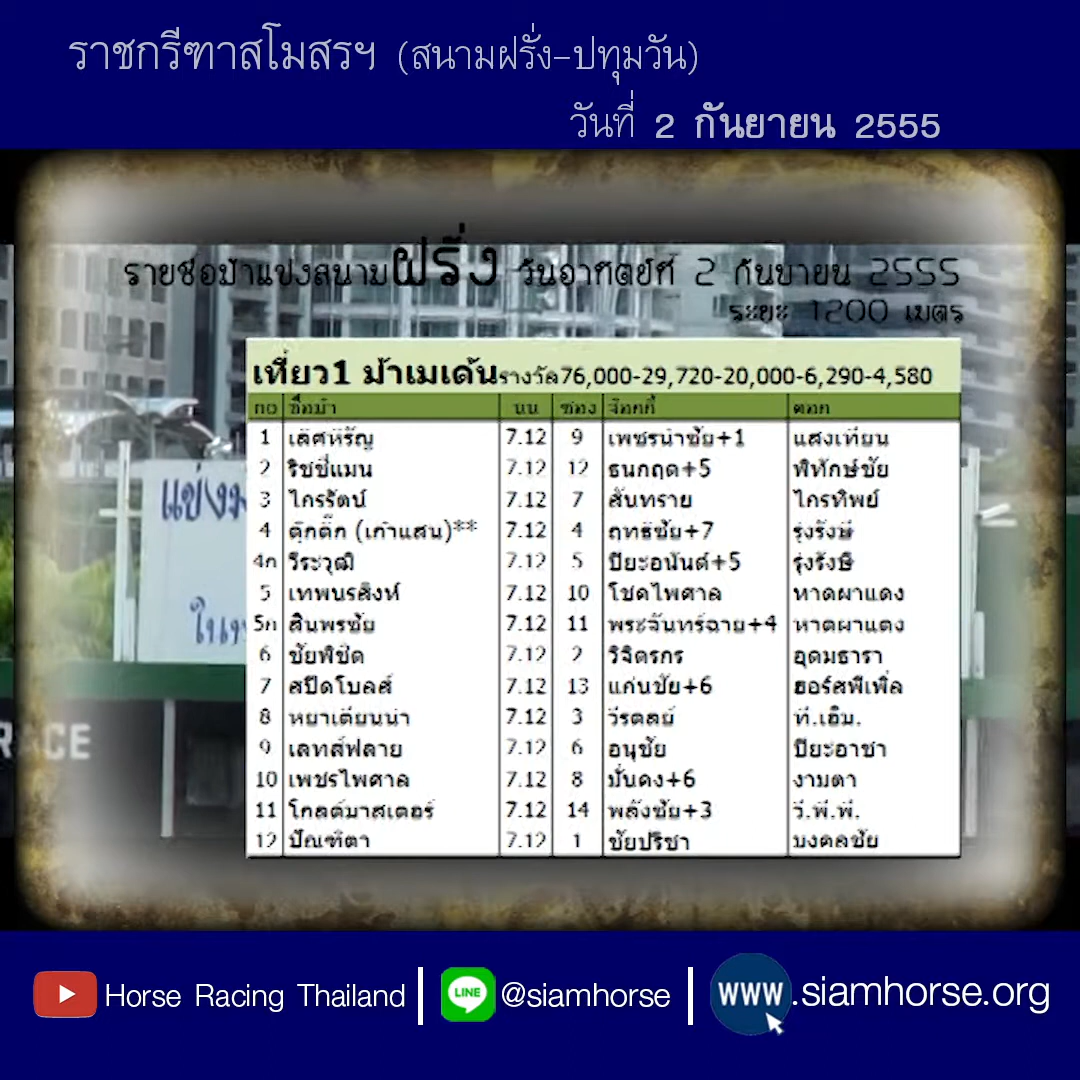 ราชกรีฑาสโมสรฯ (สนามฝรั่ง-ปทุมวัน)
วันที่ 2 กันยายน 2555
รายชื่อม้าแข่งสนามฝรั่ง วันอาทิตย์ที่ 2 กันยายน 2555
ระยะ 1200 เมตร
เที่ยว1 ม้าเมเด้นรางวัล76,000-29,720-20,000-6,290-4,580
no ชื่อม้า นน ซอง จ๊อกกี้ คอก
1 เลิศหิรัญ 7.12 9 เพชรนำชัย+1 แสงเทียน
2 ริชชี่แมน 7.12 12 ธนกฤต+5 พิทักษ์ชัย
3 ไกรรัตน์ 7.12 7 สันทราย ไกรทิพย์
4 ตุ๊กติ๊ก (เก้าแสน)** 7.12 4 ฤทธิชัย+7 รุ่งรังษี
4ก วีระวุฒิ 7.12 5 ปิยะอนันต์+5 รุ่งรังษี
5 เทพนรสิงห์ 7.12 10 โชคไพศาล หาดผาแดง
5ก สินพรชัย 7.12 11 พระจันทร์ฉาย+4 หาดผาแดง
6 ชัยพิชิต 7.12 2 วิจิตรกร อุดมธารา
7 สปีดโบลส์ 7.12 13 แก่นชัย+6 ฮอร์สพีเพิ่ล
8 หยาเตียนน่า 7.12 3 วีรดลย์ ที.เอ็ม.
9 เลทส์ฟลาย 7.12 6 อนุชัย ปิยะอาชา
10 เพชรไพศาล 7.12 8 มั่นคง+6 งามตา
11 โกลด์มาสเตอร์ 7.12 14 พลังชัย+3 วี.พี.พี.
12 ปัณฑิตา 7.12 1 ชัยปรีชา มงคลชัย
แข่งม
ในเ
R CE
Horse Racing Thailand | LINE @siamhorse | www.siamhorse.org